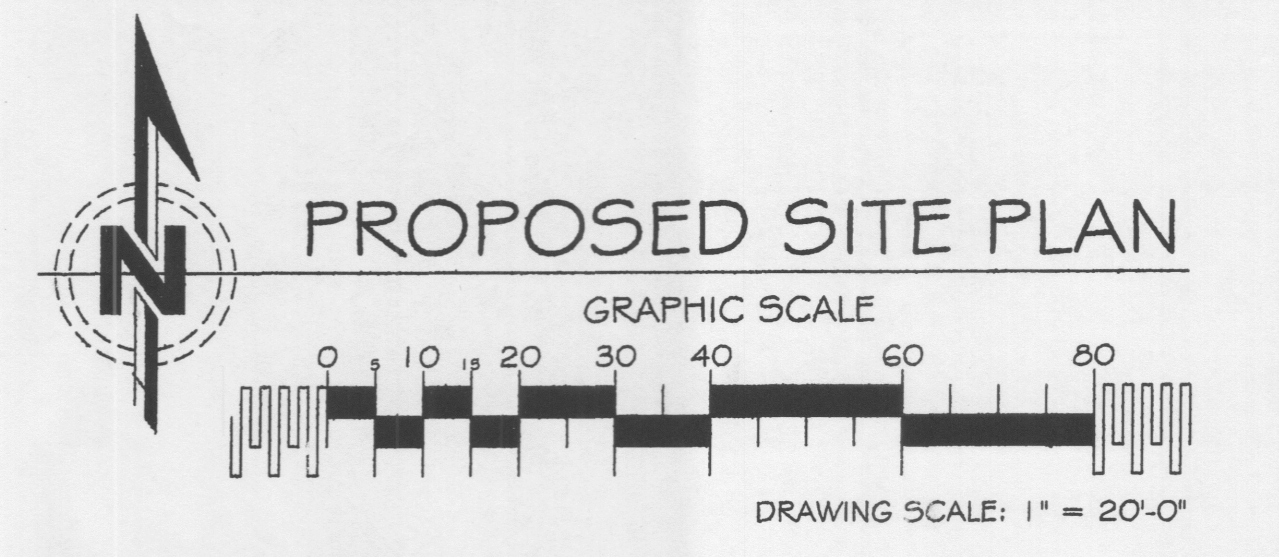 N
PROPOSED SITE PLAN
GRAPHIC SCALE
0 5 10 15 20 30 40 60 80
DRAWING SCALE: 1" = 20'-0"